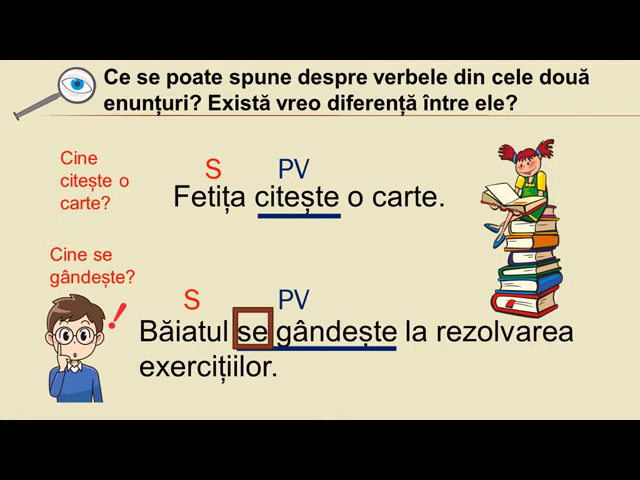 Ce se poate spune despre verbele din cele două
enunțuri? Există vreo diferență între ele?
Cine
citește o
carte?
S PV
Fetița citește o carte.
Cine se
gândește?
S PV
Băiatul se gândește la rezolvarea
exercițiilor.